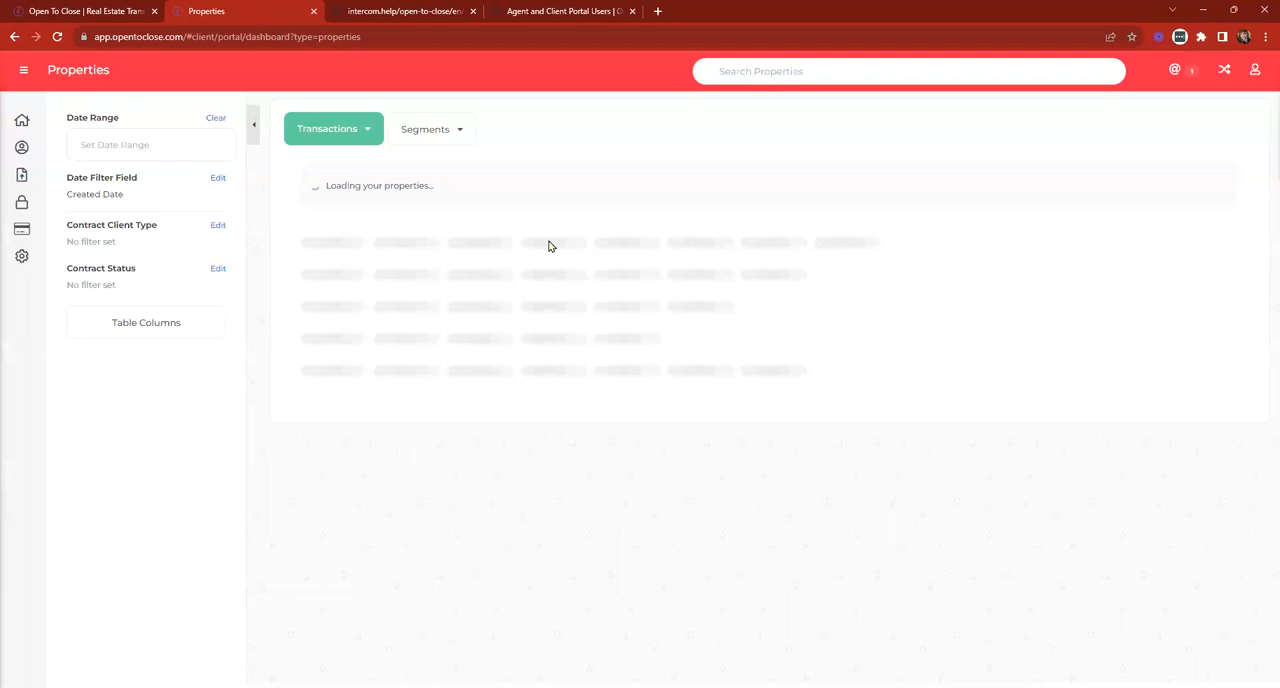 Open To Close | Real Estate Tran
Properties
intercom.help/open-to-close/en/
Agent and Client Portal Users | O
app.opentoclose.com/#client/portal/dashboard?type=properties
Properties
Search Properties
1
Date Range
Clear
Set Date Range
Date Filter Field
Edit
Created Date
Contract Client Type
Edit
No filter set
Contract Status
Edit
No filter set
Table Columns
Transactions
Segments
Loading your properties...